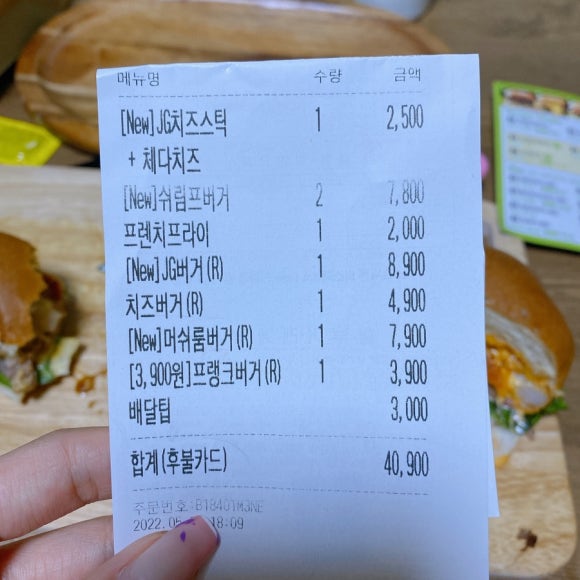 메뉴명 수량 금액
[New]JG치즈스틱 1 2,500
+ 체다치즈
[New]쉬림프버거 2 7,800
프렌치프라이 1 2,000
[New]JG버거(R) 1 8,900
치즈버거(R) 1 4,900
[New]머쉬룸버거(R) 1 7,900
[3,900원]프랭크버거(R) 1 3,900
배달팁 3,000
합계(후불카드) 40,900
주문번호:B18401M3NE
2022.05 18:09